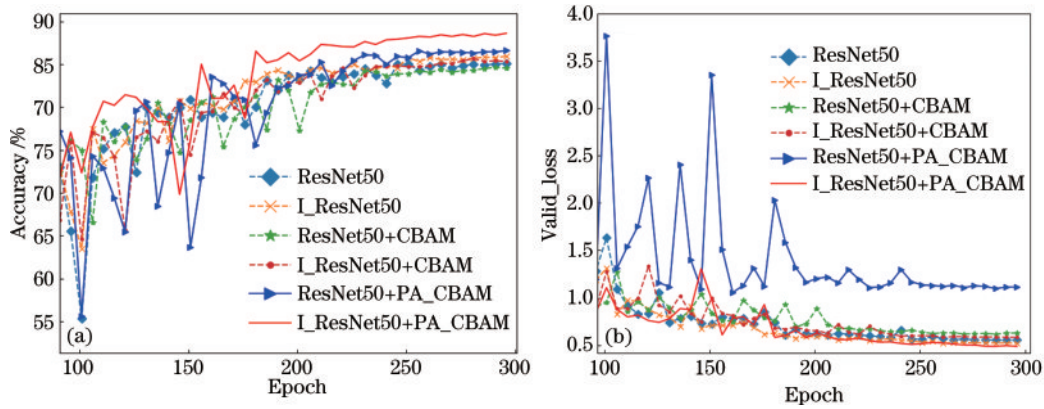 90
85
70
75
70
65
60
55
Accuracy /%
ResNet50
I_ResNet50
ResNet50+CBAM
I_ResNet50+CBAM
ResNet50+PA_CBAM
I_ResNet50+PA_CBAM
(a)
100 150 200 250 300
Epoch
4.0
3.5
3.0
2.5
2.0
1.5
1.0
0.5
Valid_loss
ResNet50
I_ResNet50
ResNet50+CBAM
I_ResNet50+CBAM
ResNet50+PA_CBAM
I_ResNet50+PA_CBAM
(b)
100 150 200 250 300
Epoch